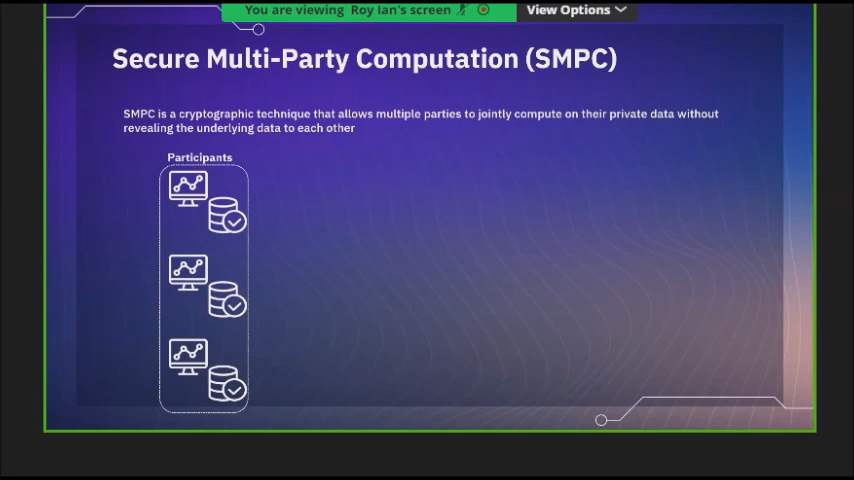 You are viewing Roy Ian's screen
View Options
Secure Multi-Party Computation (SMPC)
SMPC is a cryptographic technique that allows multiple parties to jointly compute on their private data without
revealing the underlying data to each other
Participants